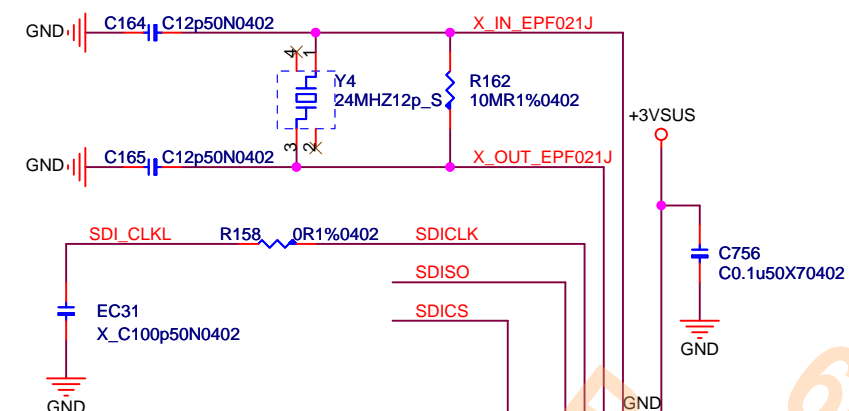 C164 C12p50N0402 X_IN_EPF021J
GND
4 1
Y4 R162
24MHZ12p_S 10MR1%0402
+3VSUS
3 2
C165 C12p50N0402 X_OUT_EPF021J
GND
SDI_CLKL R158 0R1%0402 SDICLK
C756
SDISO
C0.1u50X70402
EC31 SDICS
X_C100p50N0402
GND
GND
GND